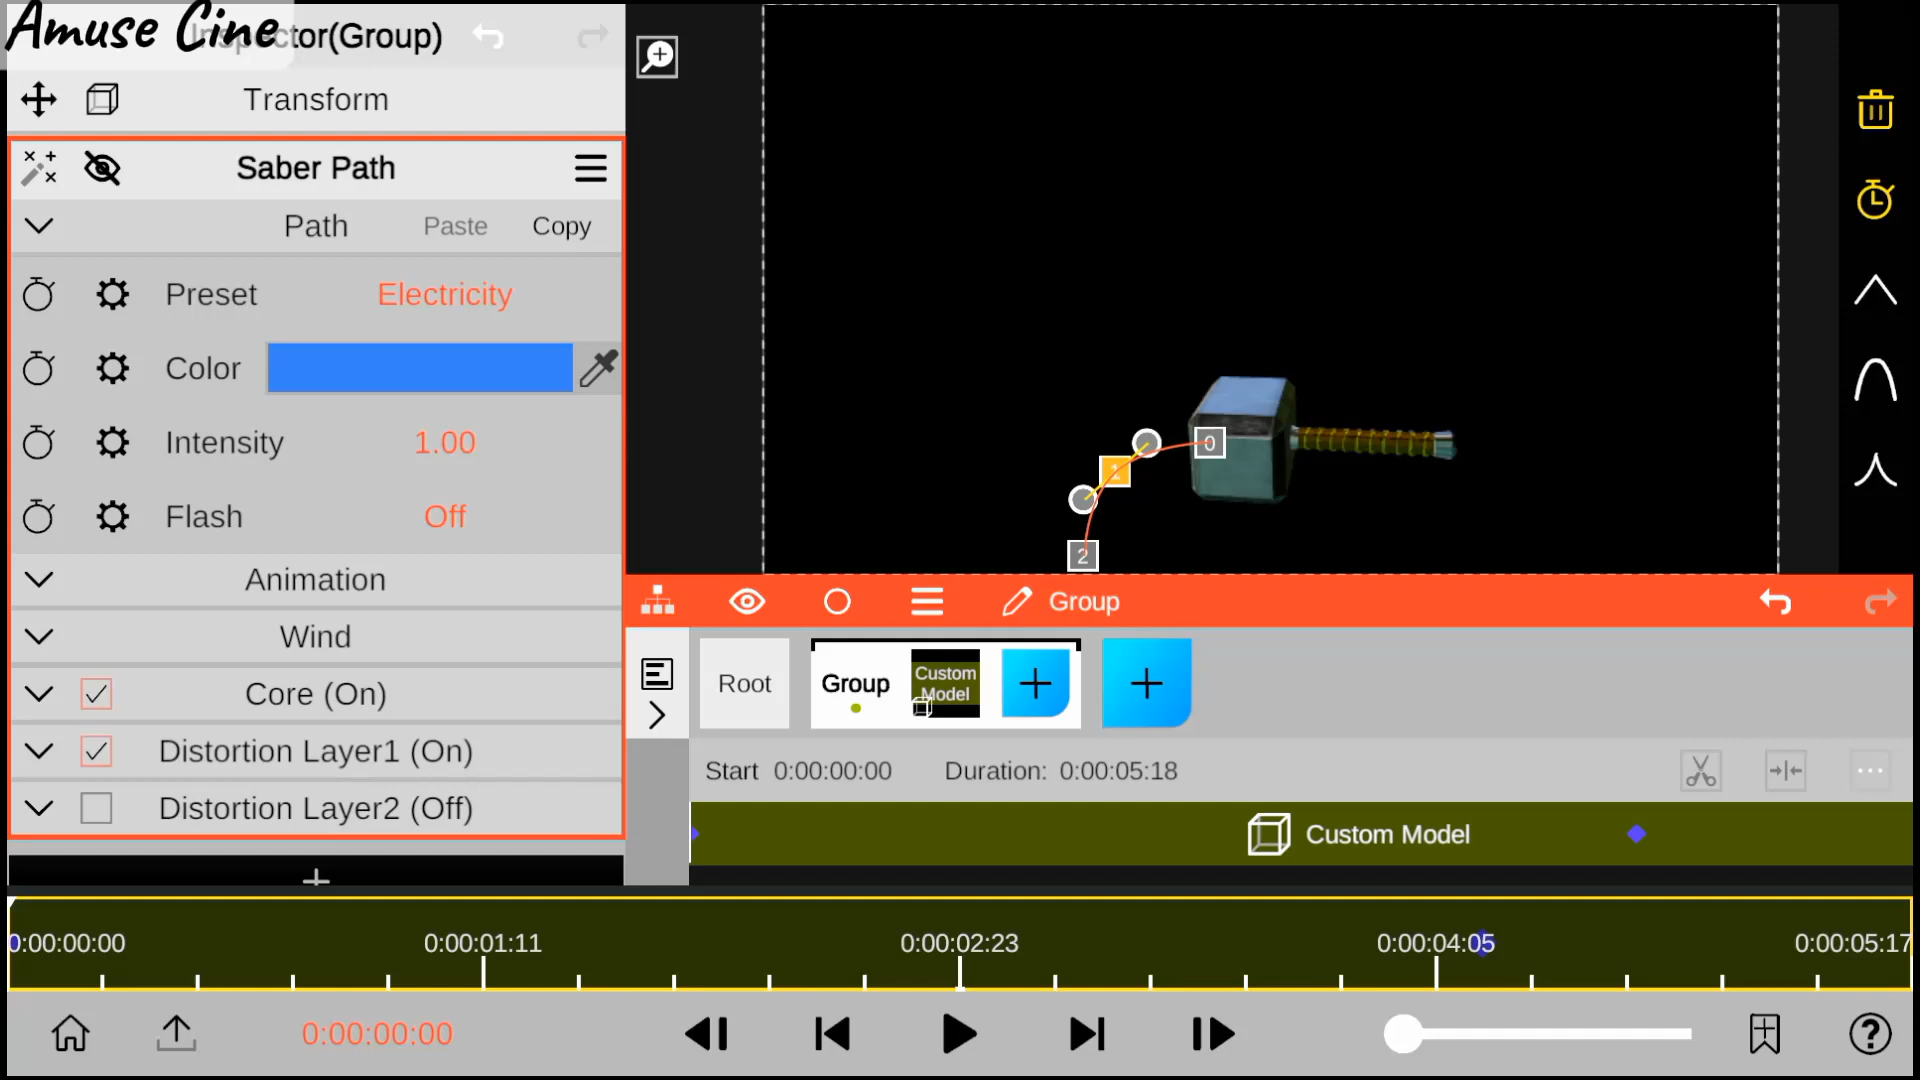 Amuse Cine
Inspector(Group)
Transform
Saber Path
Path Paste Copy
Preset Electricity
Color
Intensity 1.00
Flash Off
Animation
Wind
Core (On)
Distortion Layer1 (On)
Distortion Layer2 (Off)
0
1
2
Group
Root
Group
Custom
Model
Start 0:00:00:00 Duration: 0:00:05:18
Custom Model
0:00:00:00 0:00:01:11 0:00:02:23 0:00:04:05 0:00:05:17
0:00:00:00